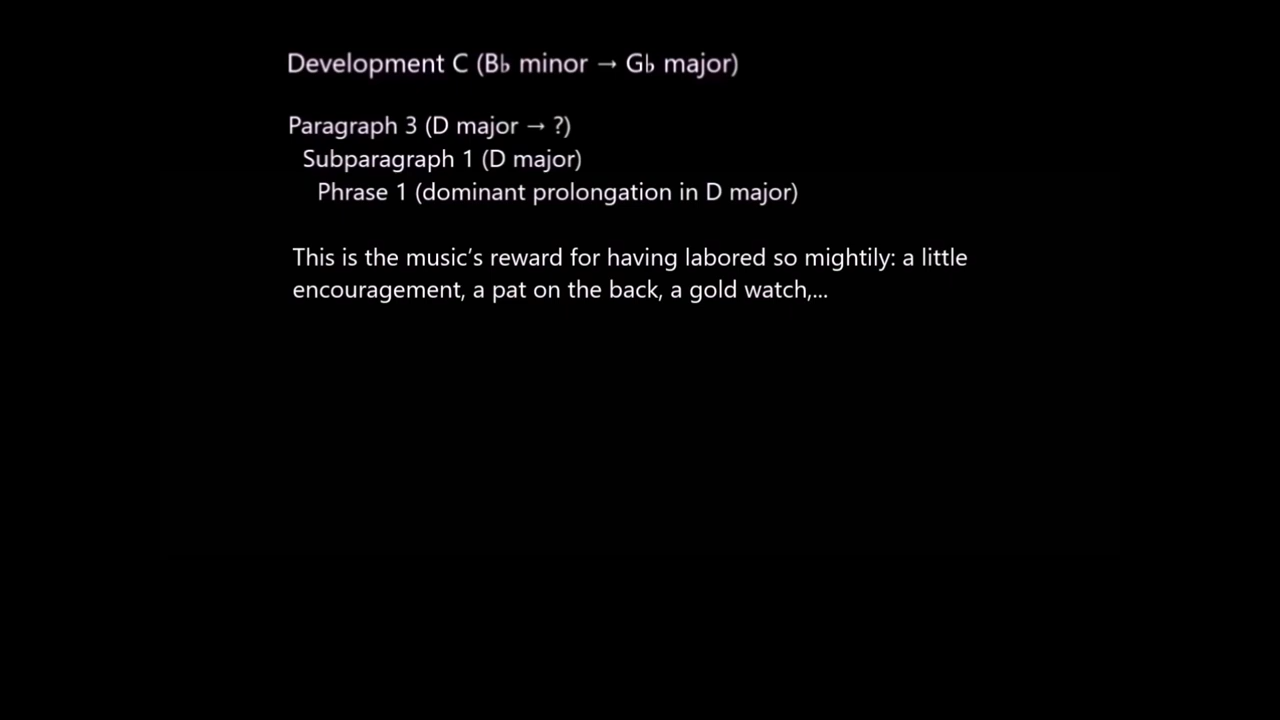 Development C (B♭ minor → G♭ major)
Paragraph 3 (D major → ?)
Subparagraph 1 (D major)
Phrase 1 (dominant prolongation in D major)
This is the music’s reward for having labored so mightily: a little
encouragement, a pat on the back, a gold watch,...